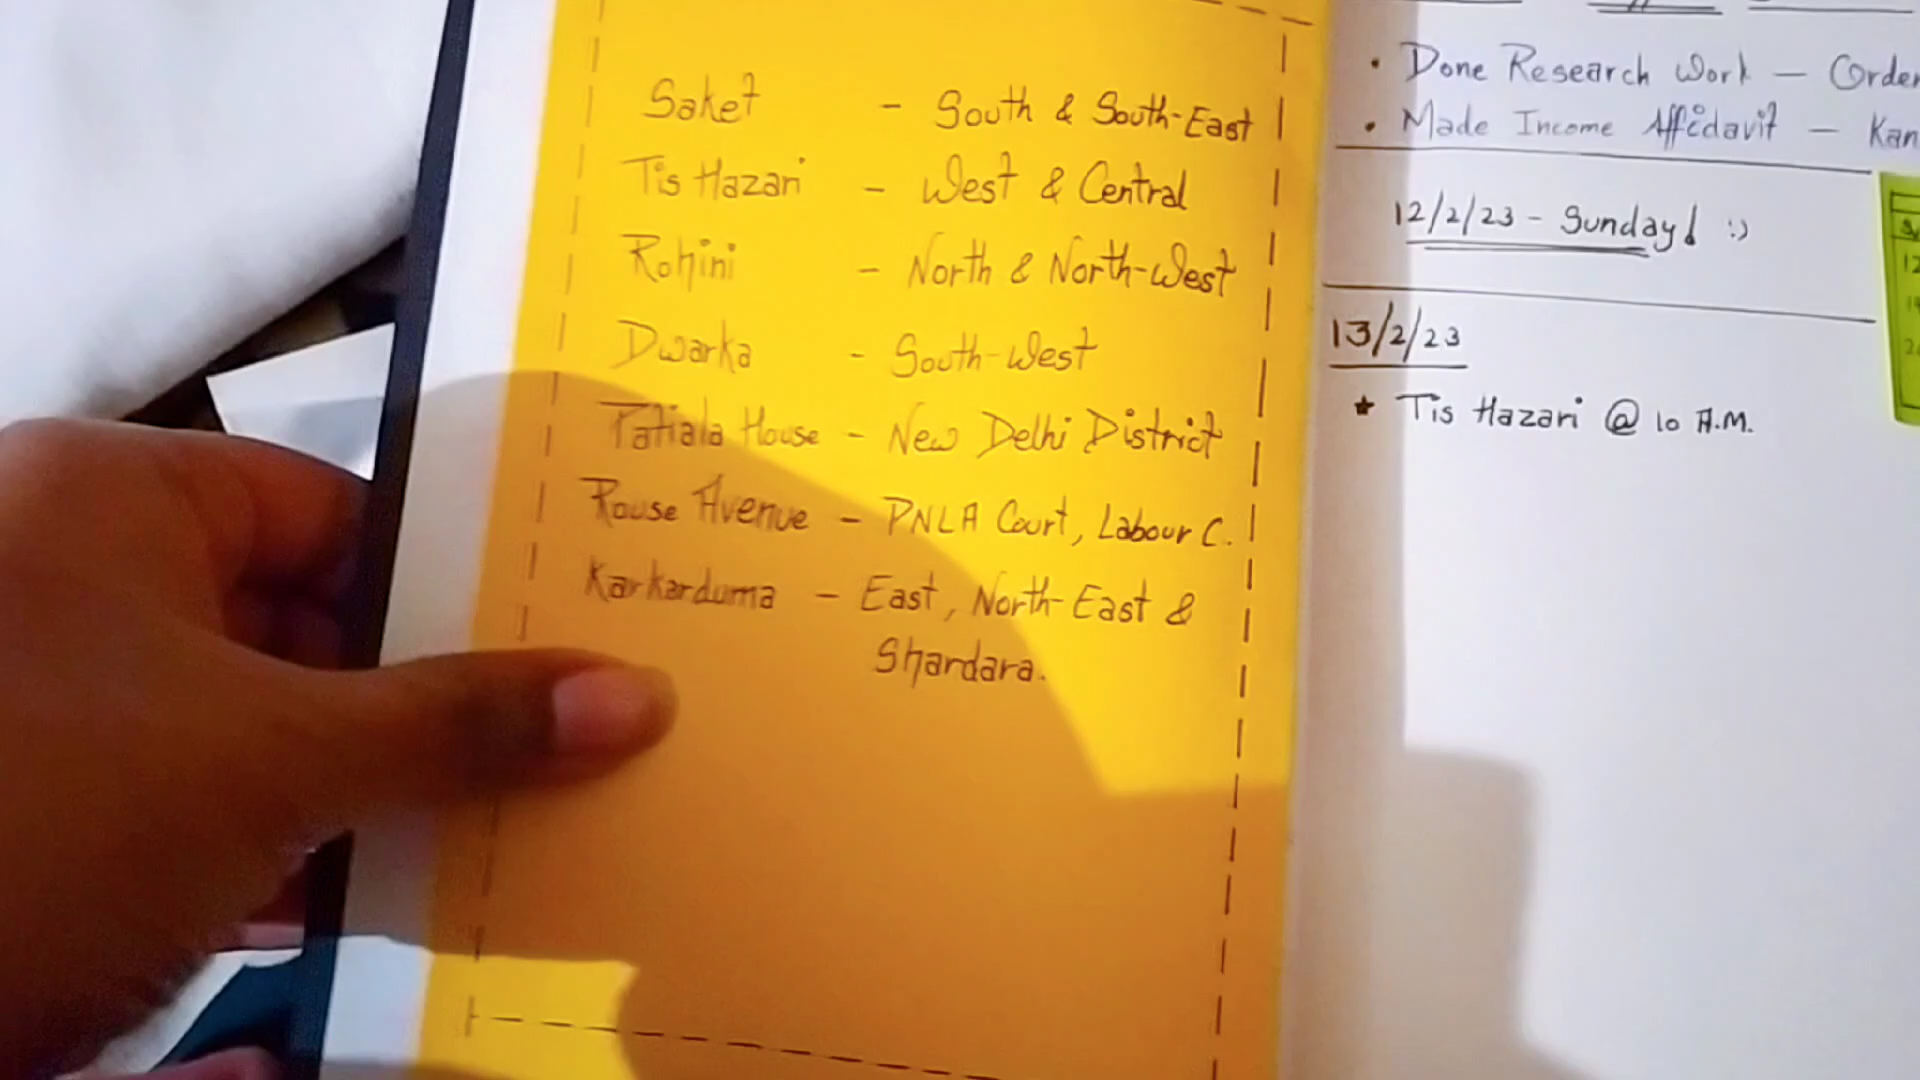 Saket - South & South-East
Tis Hazari - West & Central
Rohini - North & North-West
Dwarka - South-West
Patiala House - New Delhi District
Rouse Avenue - PNLA Court, Labour C.
Karkarduma - East, North-East &
Shardara.
• Done Research Work - Order
• Made Income Affidavit - Kan
12/2/23 - Sunday! :)
13/2/23
★ Tis Hazari @ 10 A.M.